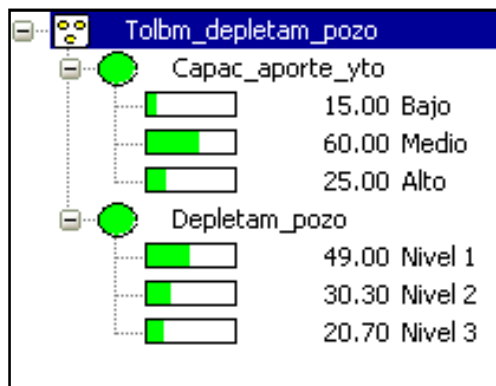 Tolbm_depletam_pozo
Capac_aporte_yto
15.00 Bajo
60.00 Medio
25.00 Alto
Depletam_pozo
49.00 Nivel 1
30.30 Nivel 2
20.70 Nivel 3